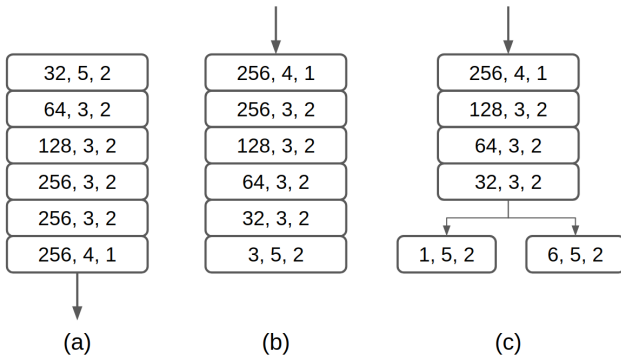 32, 5, 2
64, 3, 2
128, 3, 2
256, 3, 2
256, 3, 2
256, 4, 1
(a)
256, 4, 1
256, 3, 2
128, 3, 2
64, 3, 2
32, 3, 2
3, 5, 2
(b)
256, 4, 1
128, 3, 2
64, 3, 2
32, 3, 2
1, 5, 2
6, 5, 2
(c)